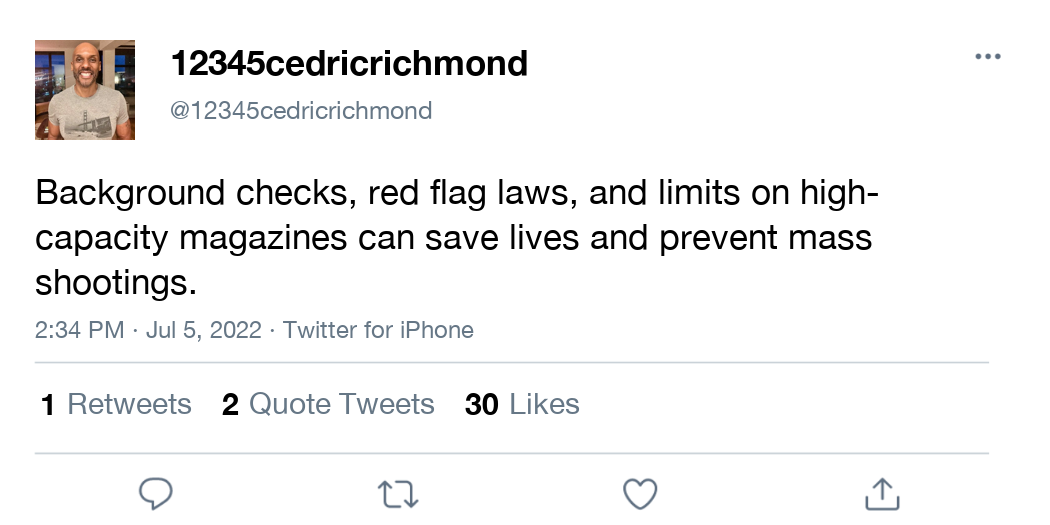 12345cedricrichmond
@12345cedricrichmond
Background checks, red flag laws, and limits on high-
capacity magazines can save lives and prevent mass
shootings.
2:34 PM · Jul 5, 2022 · Twitter for iPhone
1 Retweets 2 Quote Tweets 30 Likes